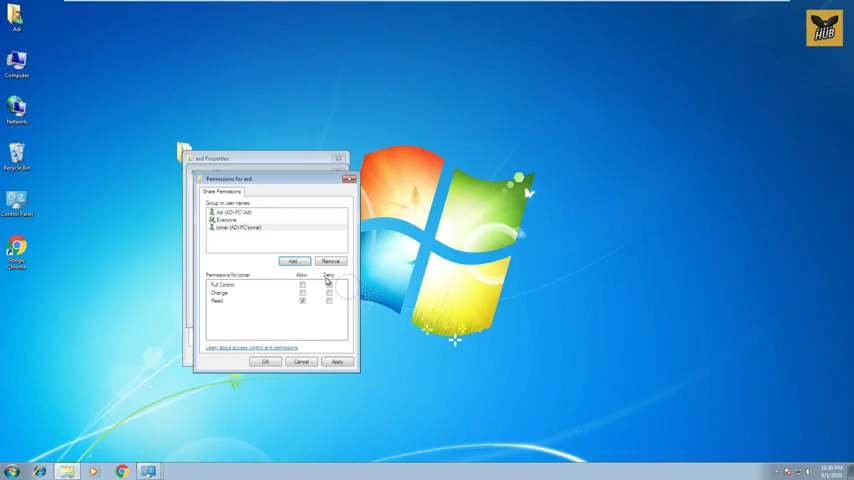 Adi
Computer
Network
Recycle Bin
Control Panel
Google
Chrome
HUB
asd Properties
Permissions for asd
Share Permissions
Group or user names:
Adi (ADI-PC\Adi)
Everyone
tomar (ADI-PC\tomar)
Add...
Remove
Permissions for tomar
Allow
Deny
Full Control
Change
Read
Learn about access control and permissions
OK
Cancel
Apply
10:39 PM
9/1/2020